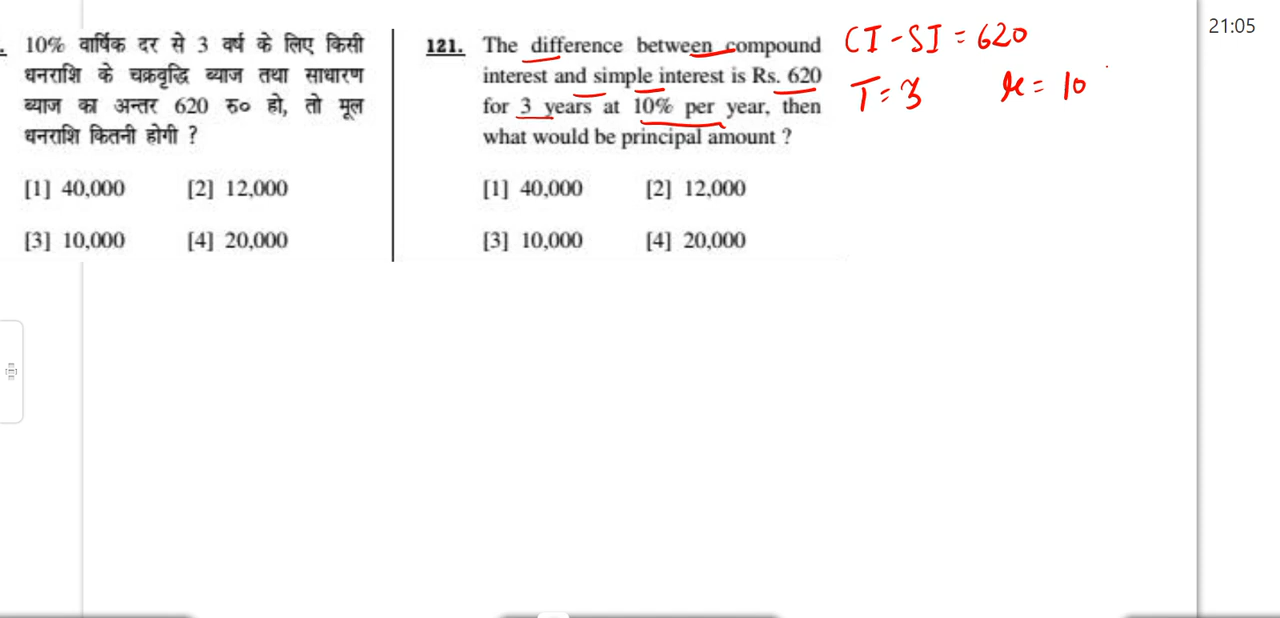 21:05
10% वार्षिक दर से 3 वर्ष के लिए किसी
धनराशि के चक्रवृद्धि ब्याज तथा साधारण
ब्याज का अन्तर 620 रु० हो, तो मूल
धनराशि कितनी होगी ?
[1] 40,000 [2] 12,000
[3] 10,000 [4] 20,000
121. The difference between compound
interest and simple interest is Rs. 620
for 3 years at 10% per year, then
what would be principal amount ?
[1] 40,000 [2] 12,000
[3] 10,000 [4] 20,000
CI - SI = 620
T = 3 r = 10